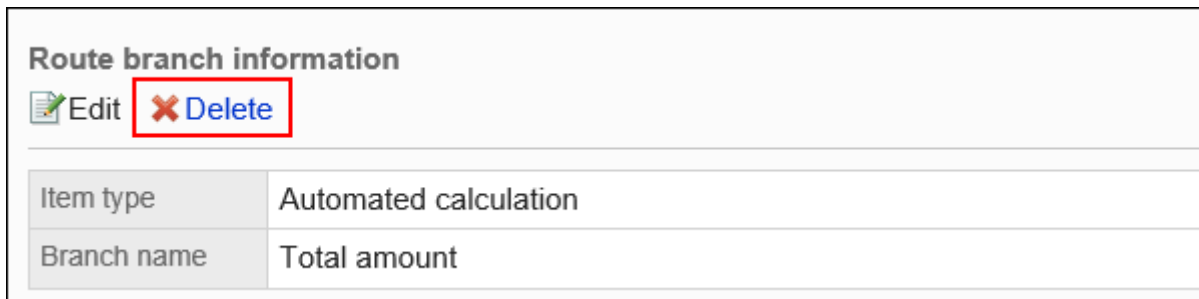 Route branch information
Edit Delete
Item type Automated calculation
Branch name Total amount